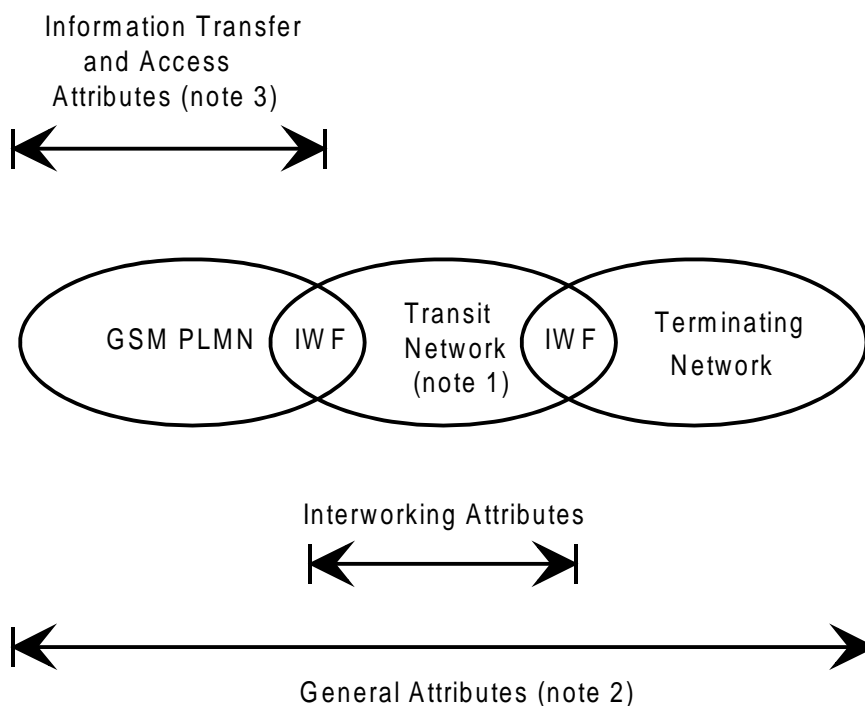 Information Transfer
and Access
Attributes (note 3)
GSM PLMN
IWF
Transit
Network
(note 1)
IWF
Terminating
Network
Interworking Attributes
General Attributes (note 2)